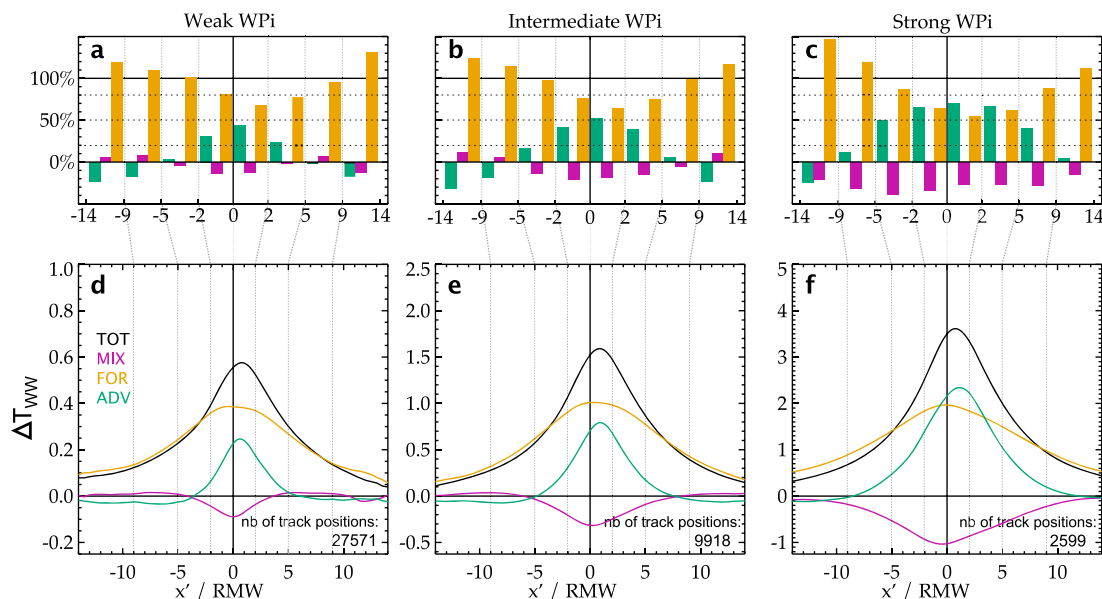 Weak WPi
Intermediate WPi
Strong WPi
a
b
c
100%
50%
0%
-14 -9 -5 -2 0 2 5 9 14
-14 -9 -5 -2 0 2 5 9 14
-14 -9 -5 -2 0 2 5 9 14
d
e
f
1.0
0.8
0.6
0.4
0.2
0.0
-0.2
ΔT_WW
TOT
MIX
FOR
ADV
2.5
2.0
1.5
1.0
0.5
0.0
-0.5
5
4
3
2
1
0
-1
nb of track positions:
27571
nb of track positions:
9918
nb of track positions:
2599
-10 -5 0 5 10
-10 -5 0 5 10
-10 -5 0 5 10
x' / RMW
x' / RMW
x' / RMW